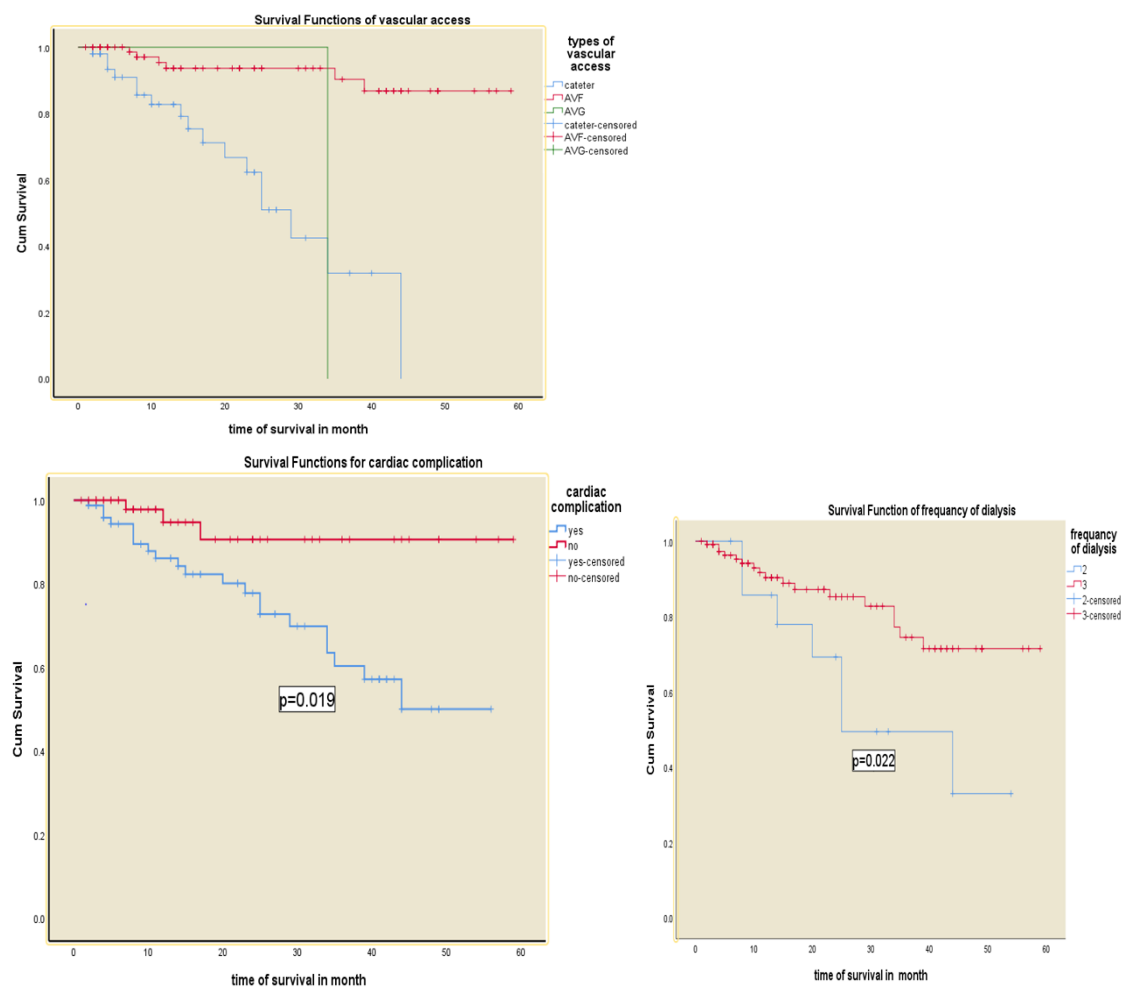 Survival Functions of vascular access
types of
vascular
access
cateter
AVF
AVG
cateter-censored
AVF-censored
AVG-censored
Cum Survival
1.0
0.8
0.6
0.4
0.2
0.0
0 10 20 30 40 50 60
time of survival in month
Survival Functions for cardiac complication
cardiac
complication
yes
no
yes-censored
no-censored
Cum Survival
1.0
0.8
0.6
0.4
0.2
0.0
p=0.019
0 10 20 30 40 50 60
time of survival in month
Survival Function of frequancy of dialysis
frequancy
of dialysis
2
3
2-censored
3-censored
Cum Survival
1.0
0.8
0.6
0.4
0.2
0.0
p=0.022
0 10 20 30 40 50 60
time of survival in month